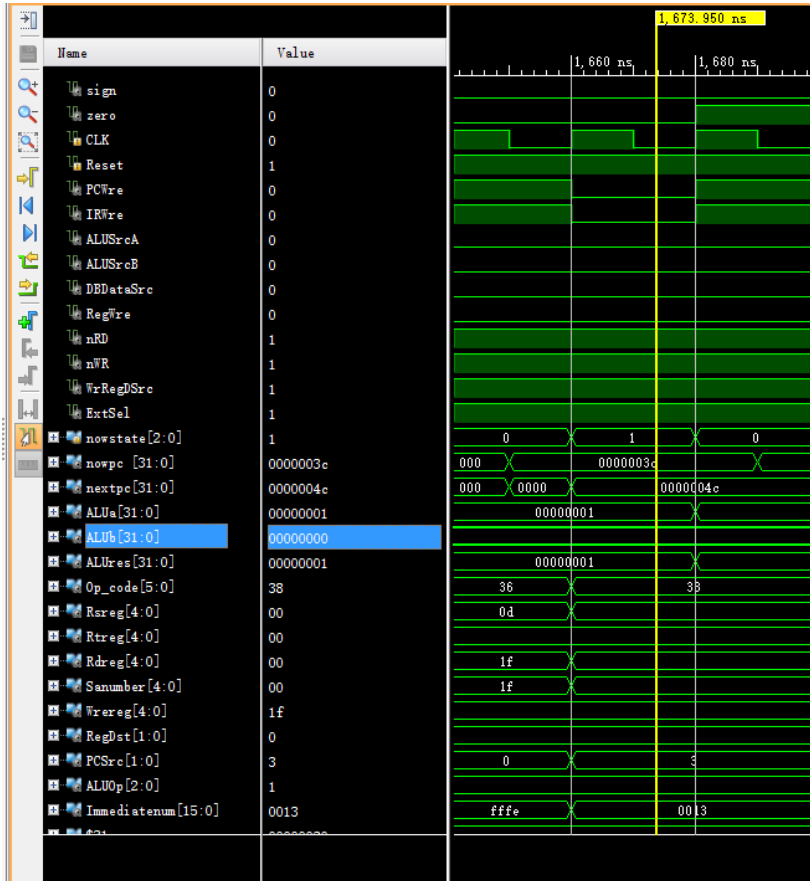 1,673.950 ns
Name Value
1,660 ns 1,680 ns
sign 0
zero 0
CLK 0
Reset 1
PCWre 0
IRWre 0
ALUSrcA 0
ALUSrcB 0
DBDataSrc 0
RegWre 0
nRD 1
nWR 1
WrRegDSrc 1
ExtSel 1
nowstate[2:0] 1 0 1 0
nowpc [31:0] 0000003c 000 0000003c
nextpc[31:0] 0000004c 000 0000 0000004c
ALUa[31:0] 00000001 00000001
ALUb[31:0] 00000000
ALUres[31:0] 00000001 00000001
Op_code[5:0] 38 36 38
Rsreg[4:0] 00 0d
Rtreg[4:0] 00
Rdreg[4:0] 00 1f
Sanumber[4:0] 00 1f
Wrereg[4:0] 1f
RegDst[1:0] 0
PCSrc[1:0] 3 0 3
ALUOp[2:0] 1
Immediatenum[15:0] 0013 fffe 0013